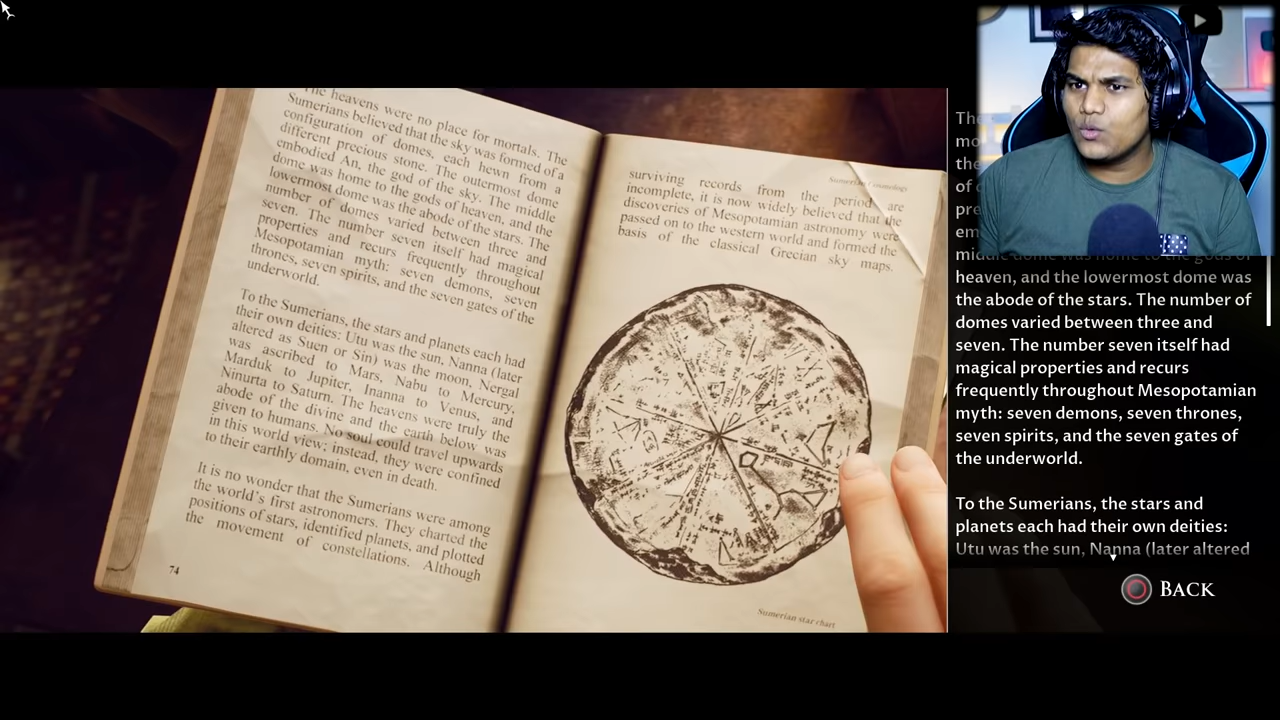 The heavens were no place for mortals. The
Sumerians believed that the sky was formed of a
configuration of domes, each hewn from a
different precious stone. The outermost dome
embodied An, the god of the sky. The middle
dome was home to the gods of heaven, and the
lowermost dome was the abode of the stars. The
number of domes varied between three and
seven. The number seven itself had magical
properties and recurs frequently throughout
Mesopotamian myth: seven demons, seven
thrones, seven spirits, and the seven gates of the
underworld.
To the Sumerians, the stars and planets each had
their own deities: Utu was the sun, Nanna (later
altered as Suen or Sin) was the moon, Nergal
was ascribed to Mars, Nabu to Mercury,
Marduk to Jupiter, Inanna to Venus, and
Ninurta to Saturn. The heavens were truly the
abode of the divine and the earth below was
given to humans. No soul could travel upwards
in this world view; instead, they were confined
to their earthly domain, even in death.
It is no wonder that the Sumerians were among
the world's first astronomers. They charted the
positions of stars, identified planets, and plotted
the movement of constellations. Although
74
Sumerian Cosmology
surviving records from the period are
incomplete, it is now widely believed that the
discoveries of Mesopotamian astronomy were
passed on to the western world and formed the
basis of the classical Grecian sky maps.
Sumerian star chart
The
mo
the
of
pre
em
middle dome was home to the gods of
heaven, and the lowermost dome was
the abode of the stars. The number of
domes varied between three and
seven. The number seven itself had
magical properties and recurs
frequently throughout Mesopotamian
myth: seven demons, seven thrones,
seven spirits, and the seven gates of
the underworld.
To the Sumerians, the stars and
planets each had their own deities:
Utu was the sun, Nanna (later altered
BACK